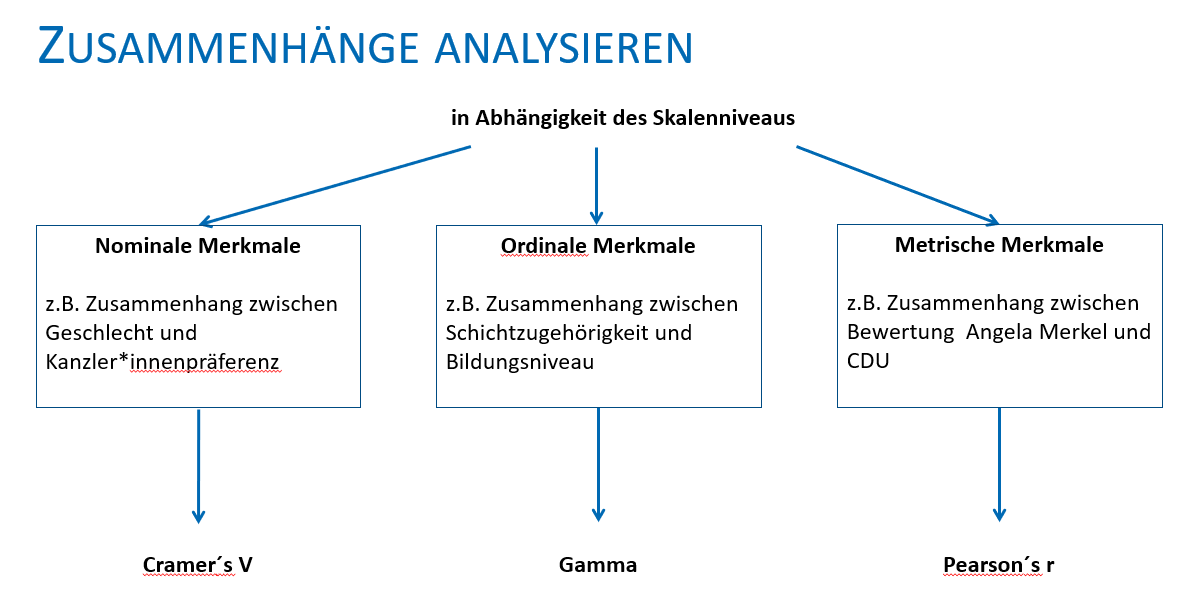 ZUSAMMENHÄNGE ANALYSIEREN
in Abhängigkeit des Skalenniveaus
Nominale Merkmale
z.B. Zusammenhang zwischen
Geschlecht und
Kanzler*innenpräferenz
Ordinale Merkmale
z.B. Zusammenhang zwischen
Schichtzugehörigkeit und
Bildungsniveau
Metrische Merkmale
z.B. Zusammenhang zwischen
Bewertung  Angela Merkel und
CDU
Cramer´s V
Gamma
Pearson´s r